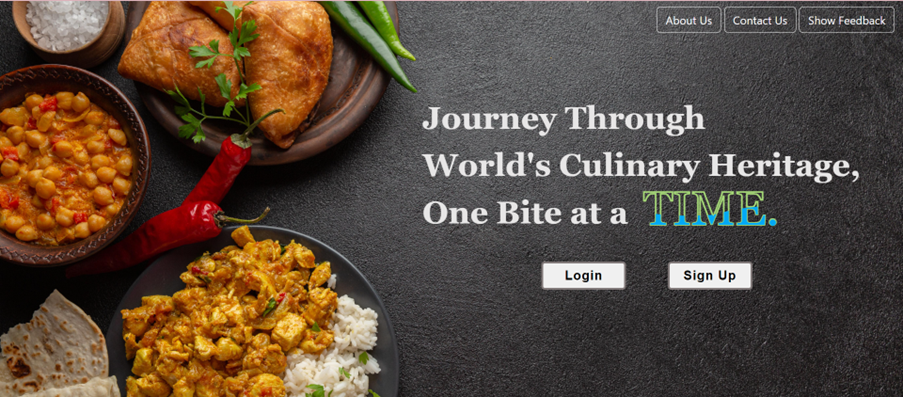 About Us Contact Us Show Feedback
Journey Through
World's Culinary Heritage,
One Bite at a TIME.
Login Sign Up